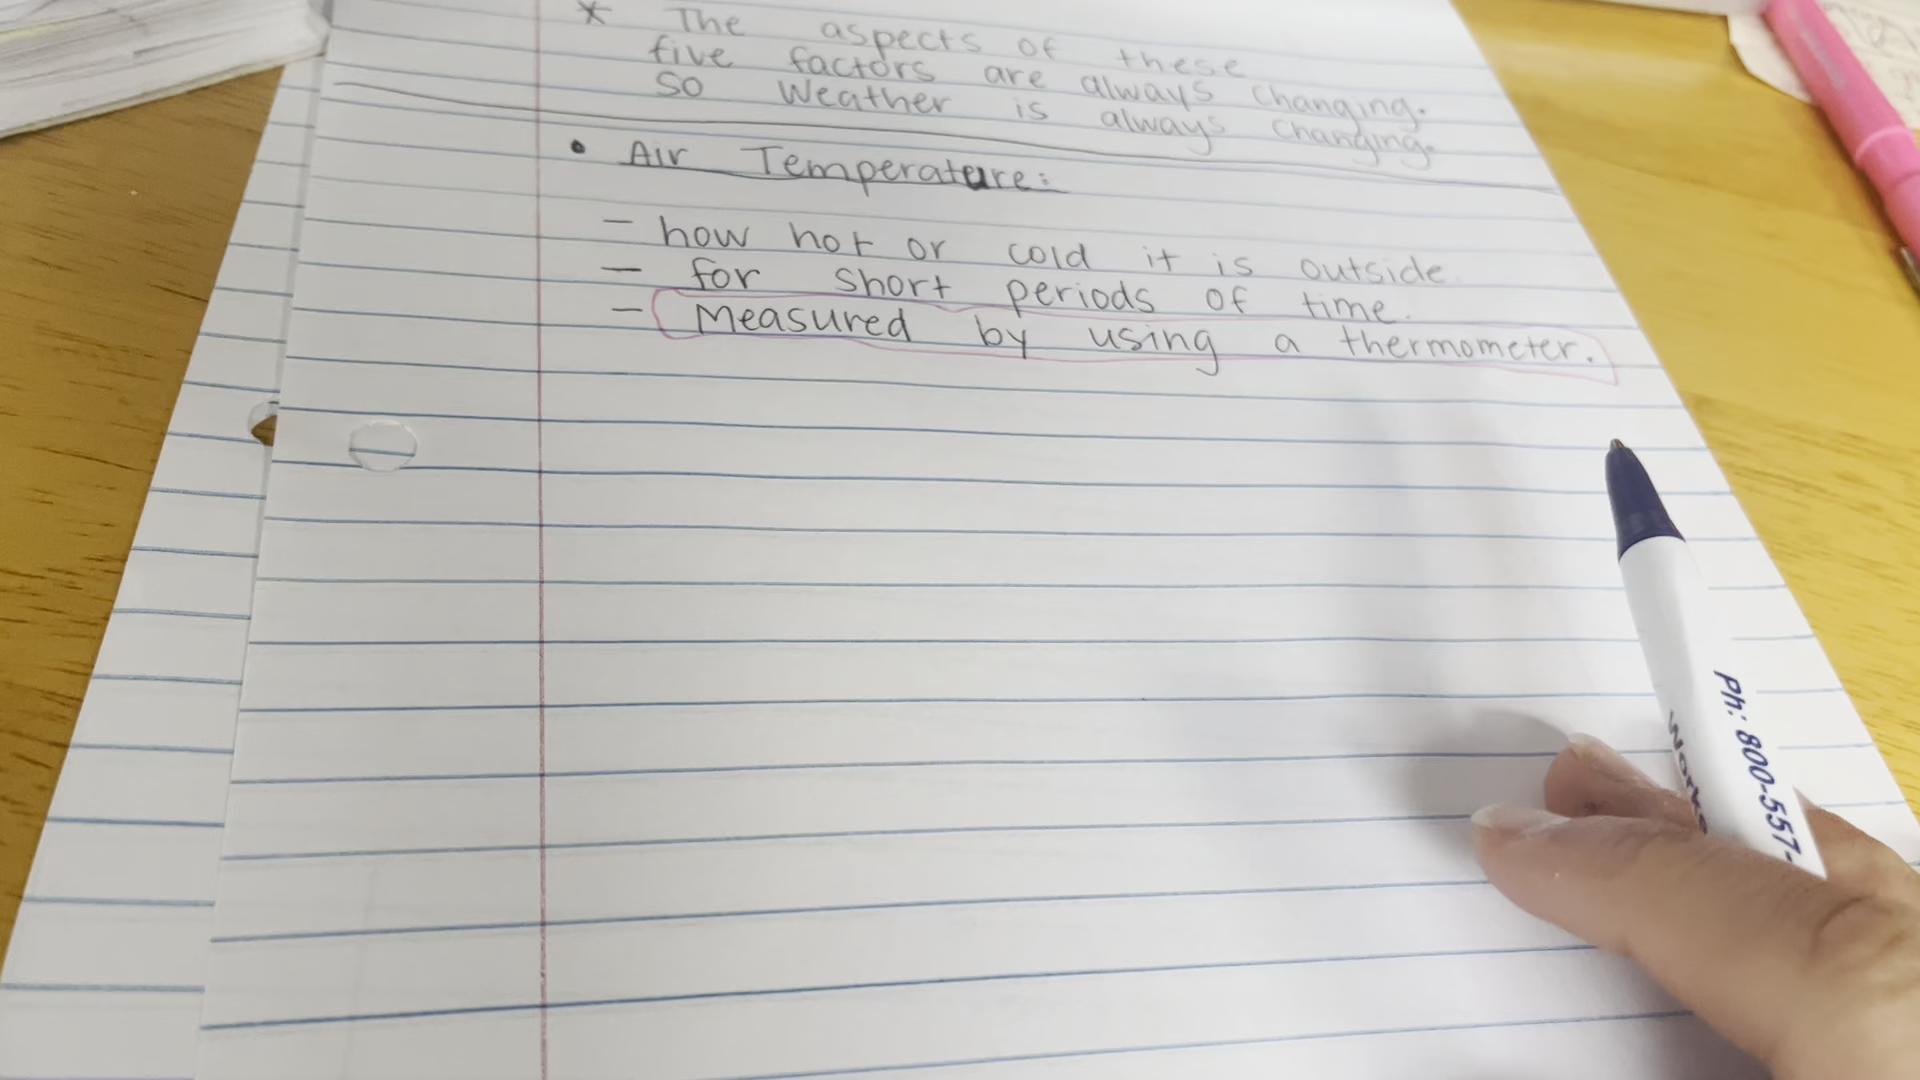 * The aspects of these
five factors are always changing.
So Weather is always changing.
• Air Temperature:
- how hot or cold it is outside
- for short periods of time.
- Measured by using a thermometer.
Ph: 800-557-
Works